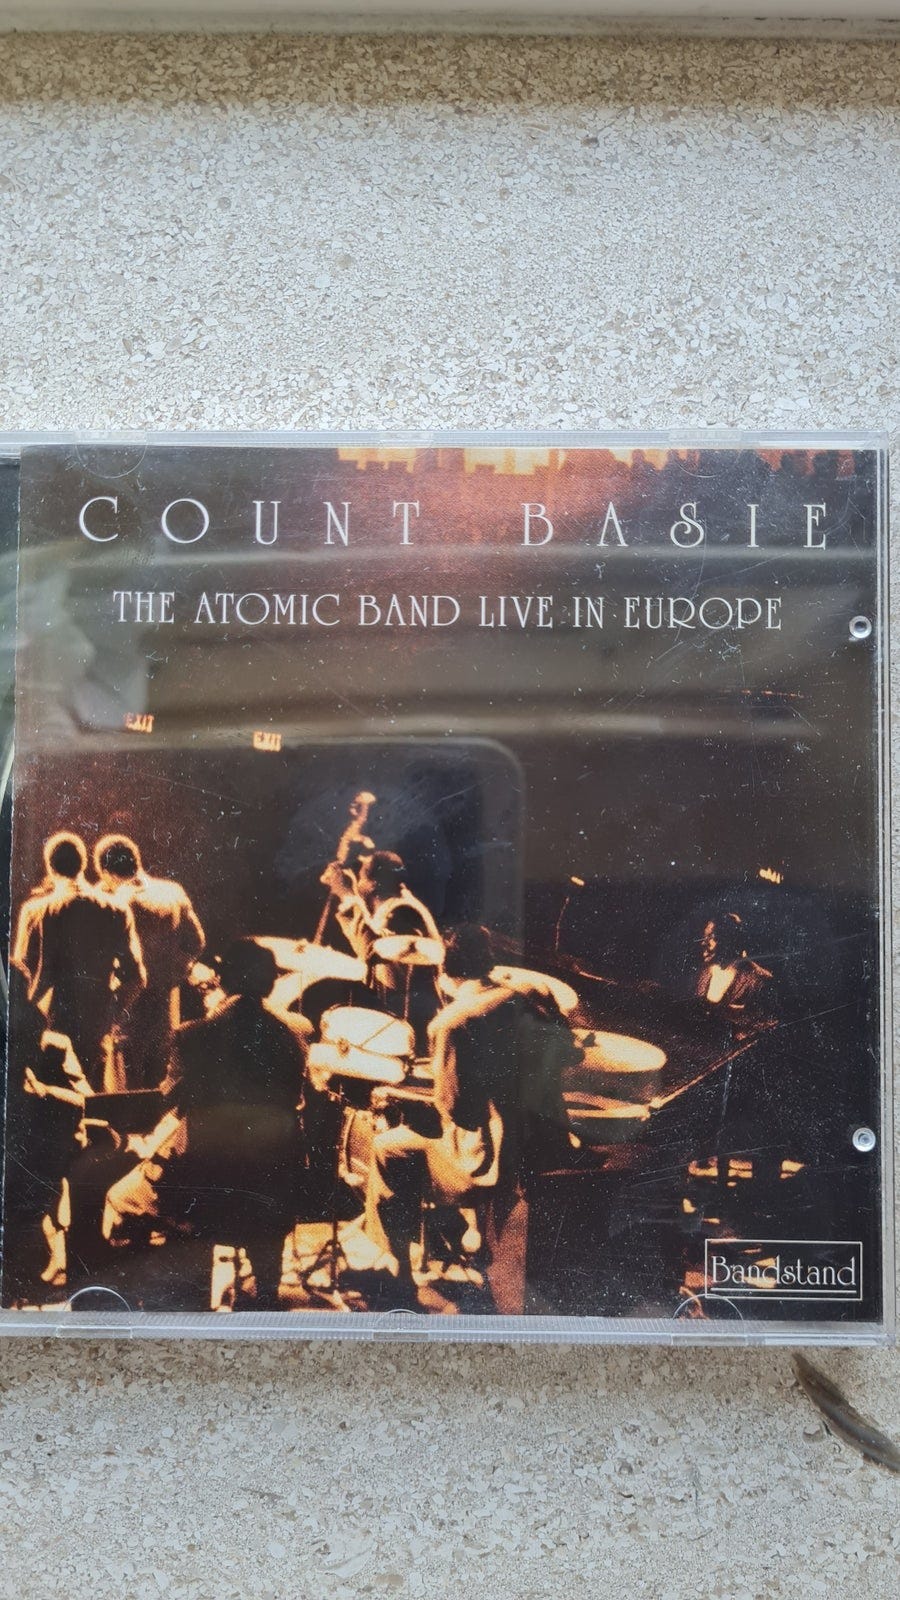 COUNT BASIE
THE ATOMIC BAND LIVE IN EUROPE
EXIT
EXIT
Bandstand